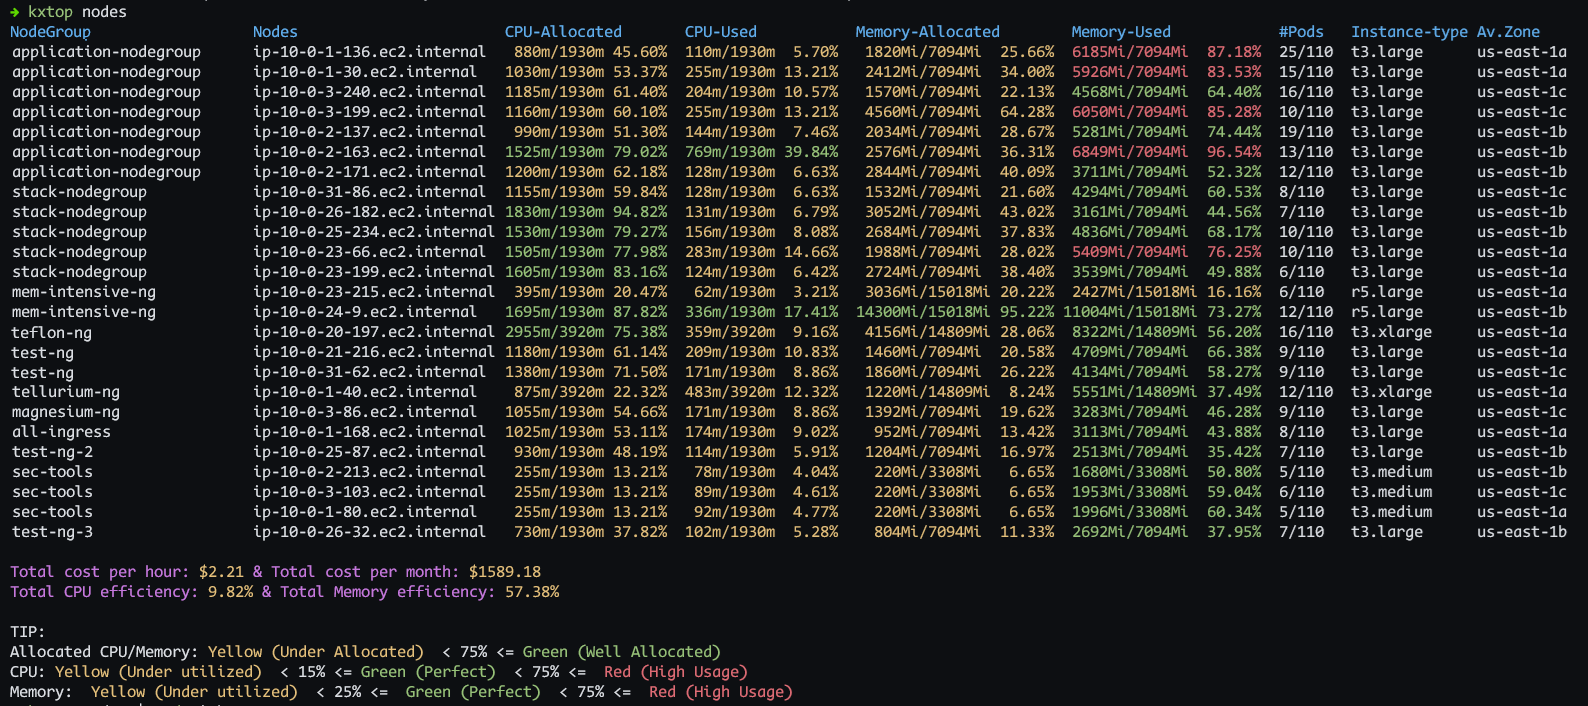 ➜ kxtop nodes
NodeGroup Nodes CPU-Allocated CPU-Used Memory-Allocated Memory-Used #Pods Instance-type Av.Zone
application-nodegroup ip-10-0-1-136.ec2.internal 880m/1930m 45.60% 110m/1930m 5.70% 1820Mi/7094Mi 25.66% 6185Mi/7094Mi 87.18% 25/110 t3.large us-east-1a
application-nodegroup ip-10-0-1-30.ec2.internal 1030m/1930m 53.37% 255m/1930m 13.21% 2412Mi/7094Mi 34.00% 5926Mi/7094Mi 83.53% 15/110 t3.large us-east-1a
application-nodegroup ip-10-0-3-240.ec2.internal 1185m/1930m 61.40% 204m/1930m 10.57% 1570Mi/7094Mi 22.13% 4568Mi/7094Mi 64.40% 16/110 t3.large us-east-1c
application-nodegroup ip-10-0-3-199.ec2.internal 1160m/1930m 60.10% 255m/1930m 13.21% 4560Mi/7094Mi 64.28% 6050Mi/7094Mi 85.28% 10/110 t3.large us-east-1c
application-nodegroup ip-10-0-2-137.ec2.internal 990m/1930m 51.30% 144m/1930m 7.46% 2034Mi/7094Mi 28.67% 5281Mi/7094Mi 74.44% 19/110 t3.large us-east-1b
application-nodegroup ip-10-0-2-163.ec2.internal 1525m/1930m 79.02% 769m/1930m 39.84% 2576Mi/7094Mi 36.31% 6849Mi/7094Mi 96.54% 13/110 t3.large us-east-1b
application-nodegroup ip-10-0-2-171.ec2.internal 1200m/1930m 62.18% 128m/1930m 6.63% 2844Mi/7094Mi 40.09% 3711Mi/7094Mi 52.32% 12/110 t3.large us-east-1b
stack-nodegroup ip-10-0-31-86.ec2.internal 1155m/1930m 59.84% 128m/1930m 6.63% 1532Mi/7094Mi 21.60% 4294Mi/7094Mi 60.53% 8/110 t3.large us-east-1c
stack-nodegroup ip-10-0-26-182.ec2.internal 1830m/1930m 94.82% 131m/1930m 6.79% 3052Mi/7094Mi 43.02% 3161Mi/7094Mi 44.56% 7/110 t3.large us-east-1b
stack-nodegroup ip-10-0-25-234.ec2.internal 1530m/1930m 79.27% 156m/1930m 8.08% 2684Mi/7094Mi 37.83% 4836Mi/7094Mi 68.17% 10/110 t3.large us-east-1b
stack-nodegroup ip-10-0-23-66.ec2.internal 1505m/1930m 77.98% 283m/1930m 14.66% 1988Mi/7094Mi 28.02% 5409Mi/7094Mi 76.25% 10/110 t3.large us-east-1a
stack-nodegroup ip-10-0-23-199.ec2.internal 1605m/1930m 83.16% 124m/1930m 6.42% 2724Mi/7094Mi 38.40% 3539Mi/7094Mi 49.88% 6/110 t3.large us-east-1a
mem-intensive-ng ip-10-0-23-215.ec2.internal 395m/1930m 20.47% 62m/1930m 3.21% 3036Mi/15018Mi 20.22% 2427Mi/15018Mi 16.16% 6/110 r5.large us-east-1a
mem-intensive-ng ip-10-0-24-9.ec2.internal 1695m/1930m 87.82% 336m/1930m 17.41% 14300Mi/15018Mi 95.22% 11004Mi/15018Mi 73.27% 12/110 r5.large us-east-1b
teflon-ng ip-10-0-20-197.ec2.internal 2955m/3920m 75.38% 359m/3920m 9.16% 4156Mi/14809Mi 28.06% 8322Mi/14809Mi 56.20% 16/110 t3.xlarge us-east-1a
test-ng ip-10-0-21-216.ec2.internal 1180m/1930m 61.14% 209m/1930m 10.83% 1460Mi/7094Mi 20.58% 4709Mi/7094Mi 66.38% 9/110 t3.large us-east-1a
test-ng ip-10-0-31-62.ec2.internal 1380m/1930m 71.50% 171m/1930m 8.86% 1860Mi/7094Mi 26.22% 4134Mi/7094Mi 58.27% 9/110 t3.large us-east-1c
tellurium-ng ip-10-0-1-40.ec2.internal 875m/3920m 22.32% 483m/3920m 12.32% 1220Mi/14809Mi 8.24% 5551Mi/14809Mi 37.49% 12/110 t3.xlarge us-east-1a
magnesium-ng ip-10-0-3-86.ec2.internal 1055m/1930m 54.66% 171m/1930m 8.86% 1392Mi/7094Mi 19.62% 3283Mi/7094Mi 46.28% 9/110 t3.large us-east-1c
all-ingress ip-10-0-1-168.ec2.internal 1025m/1930m 53.11% 174m/1930m 9.02% 952Mi/7094Mi 13.42% 3113Mi/7094Mi 43.88% 8/110 t3.large us-east-1a
test-ng-2 ip-10-0-25-87.ec2.internal 930m/1930m 48.19% 114m/1930m 5.91% 1204Mi/7094Mi 16.97% 2513Mi/7094Mi 35.42% 7/110 t3.large us-east-1b
sec-tools ip-10-0-2-213.ec2.internal 255m/1930m 13.21% 78m/1930m 4.04% 220Mi/3308Mi 6.65% 1680Mi/3308Mi 50.80% 5/110 t3.medium us-east-1b
sec-tools ip-10-0-3-103.ec2.internal 255m/1930m 13.21% 89m/1930m 4.61% 220Mi/3308Mi 6.65% 1953Mi/3308Mi 59.04% 6/110 t3.medium us-east-1c
sec-tools ip-10-0-1-80.ec2.internal 255m/1930m 13.21% 92m/1930m 4.77% 220Mi/3308Mi 6.65% 1996Mi/3308Mi 60.34% 5/110 t3.medium us-east-1a
test-ng-3 ip-10-0-26-32.ec2.internal 730m/1930m 37.82% 102m/1930m 5.28% 804Mi/7094Mi 11.33% 2692Mi/7094Mi 37.95% 7/110 t3.large us-east-1b
Total cost per hour: $2.21 & Total cost per month: $1589.18
Total CPU efficiency: 9.82% & Total Memory efficiency: 57.38%
TIP:
Allocated CPU/Memory: Yellow (Under Allocated) < 75% <= Green (Well Allocated)
CPU: Yellow (Under utilized) < 15% <= Green (Perfect) < 75% <= Red (High Usage)
Memory: Yellow (Under utilized) < 25% <= Green (Perfect) < 75% <= Red (High Usage)